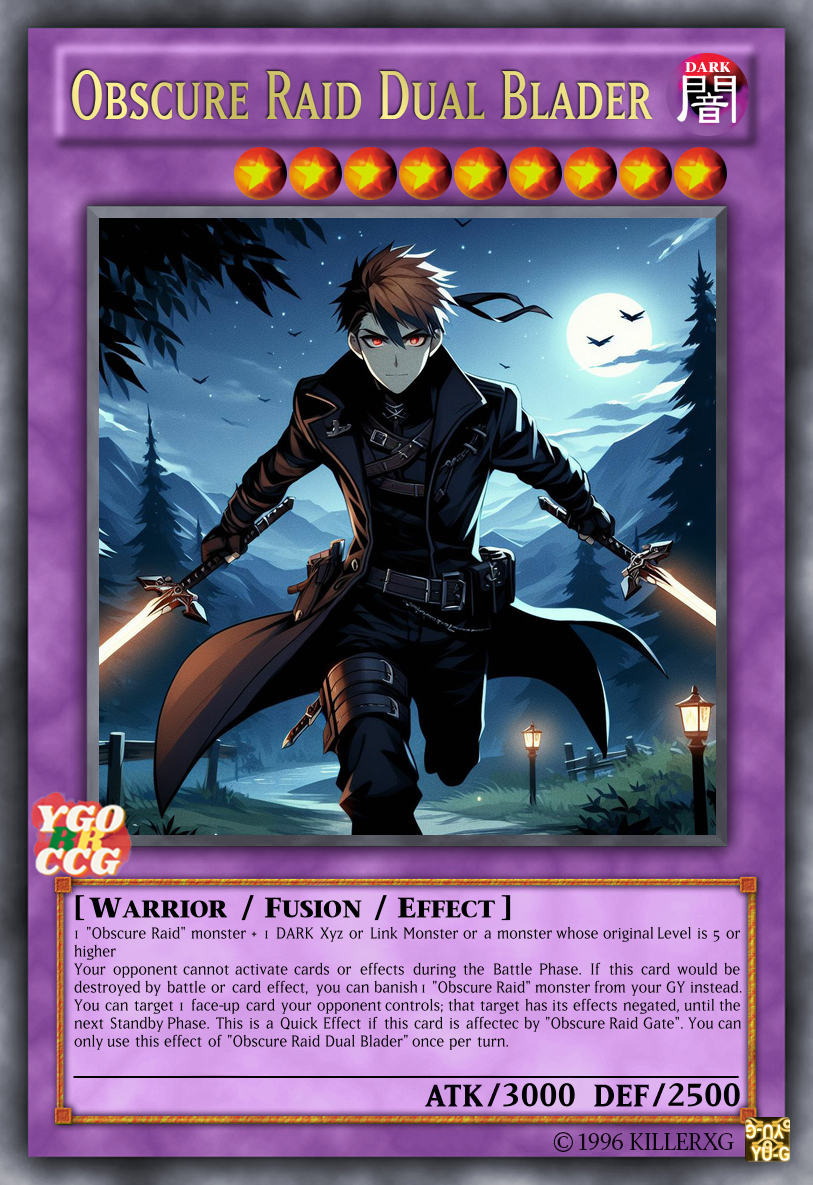 OBSCURE RAID DUAL BLADER
DARK
闇
YGO
RR
CCG
[ WARRIOR / FUSION / EFFECT ]
1 "Obscure Raid" monster + 1 DARK Xyz or Link Monster or a monster whose original Level is 5 or
higher
Your opponent cannot activate cards or effects during the Battle Phase. If this card would be
destroyed by battle or card effect, you can banish 1 "Obscure Raid" monster from your GY instead.
You can target 1 face-up card your opponent controls; that target has its effects negated, until the
next Standby Phase. This is a Quick Effect if this card is affectec by "Obscure Raid Gate". You can
only use this effect of "Obscure Raid Dual Blader" once per turn.
ATK/3000 DEF/2500
© 1996 KILLERXG